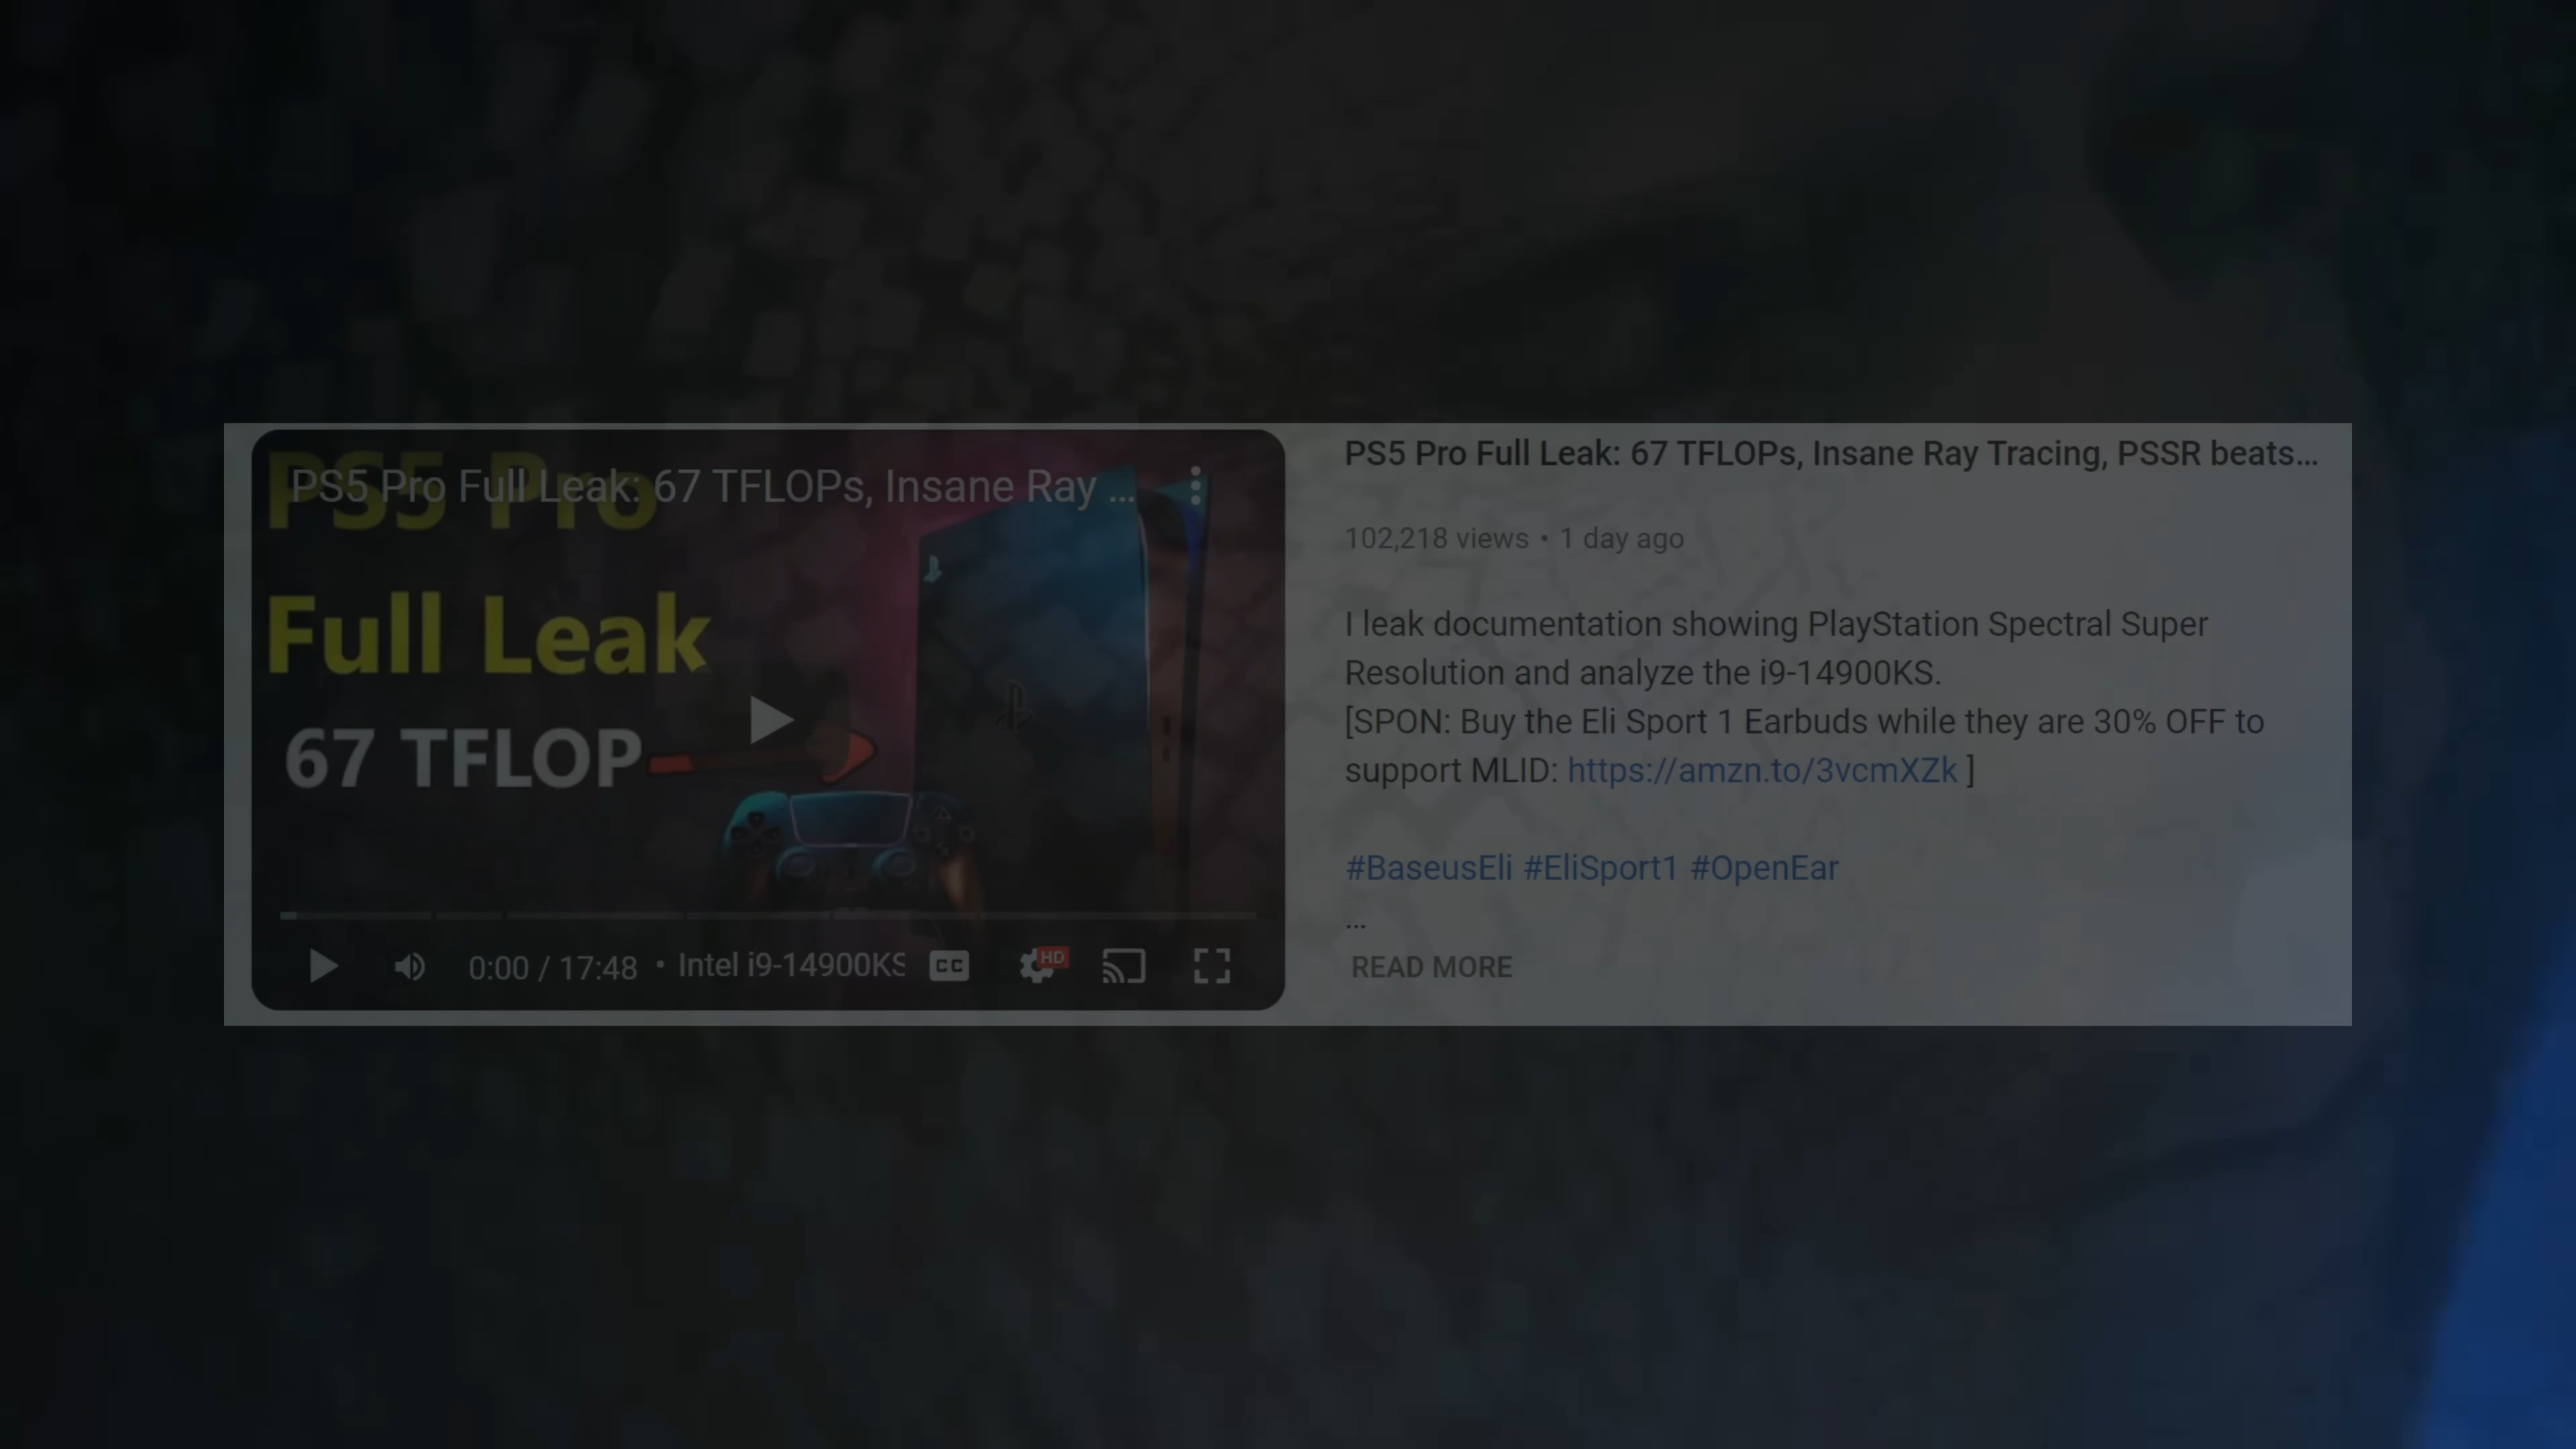 PS5 Pro
PS5 Pro Full Leak: 67 TFLOPs, Insane Ray ...
Full Leak
67 TFLOP
0:00 / 17:48 • Intel i9-14900KS
CC
HD
PS5 Pro Full Leak: 67 TFLOPs, Insane Ray Tracing, PSSR beats...
102,218 views • 1 day ago
I leak documentation showing PlayStation Spectral Super
Resolution and analyze the i9-14900KS.
[SPON: Buy the Eli Sport 1 Earbuds while they are 30% OFF to
support MLID: https://amzn.to/3vcmXZk ]
#BaseusEli #EliSport1 #OpenEar
...
READ MORE